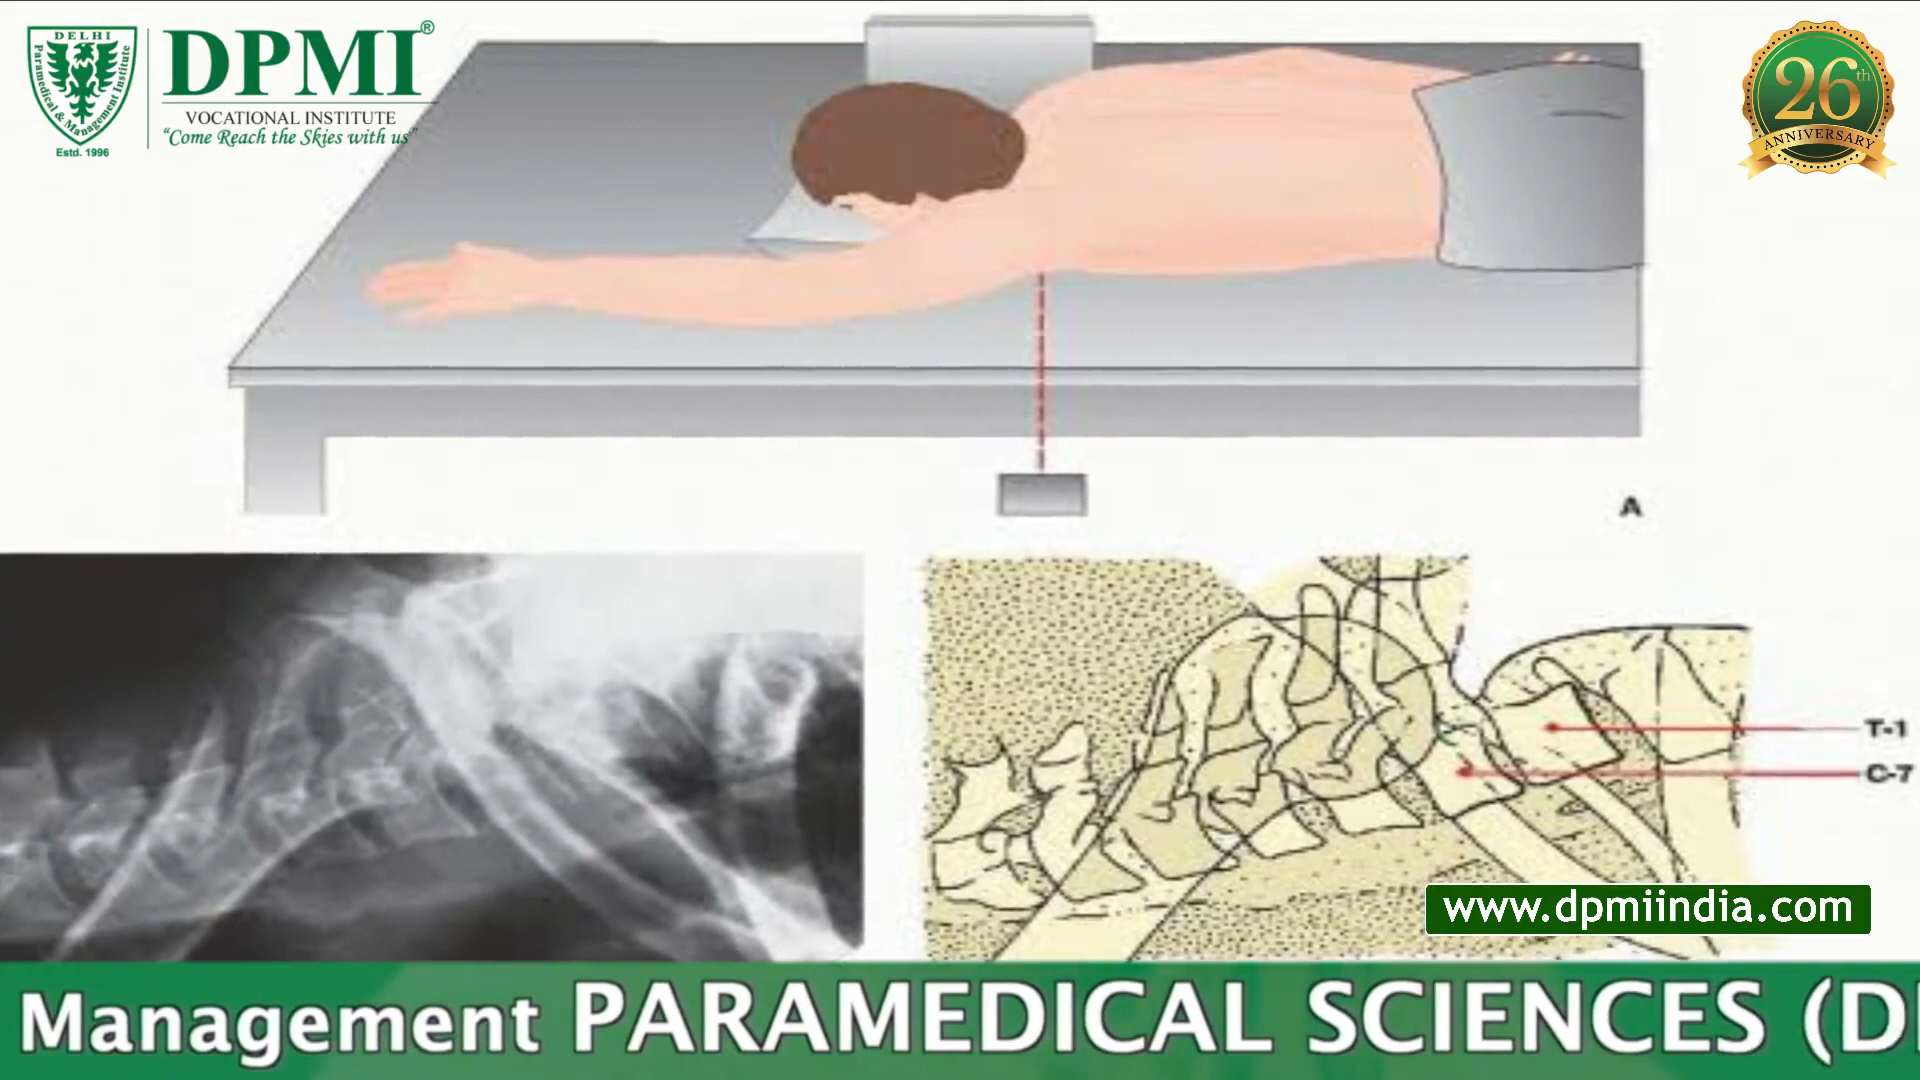 DELHI
Paramedical & Management Institute
Estd. 1996
DPMI®
VOCATIONAL INSTITUTE
"Come Reach the Skies with us"
26th
ANNIVERSARY
A
T-1
C-7
www.dpmiindia.com
Management PARAMEDICAL SCIENCES (D